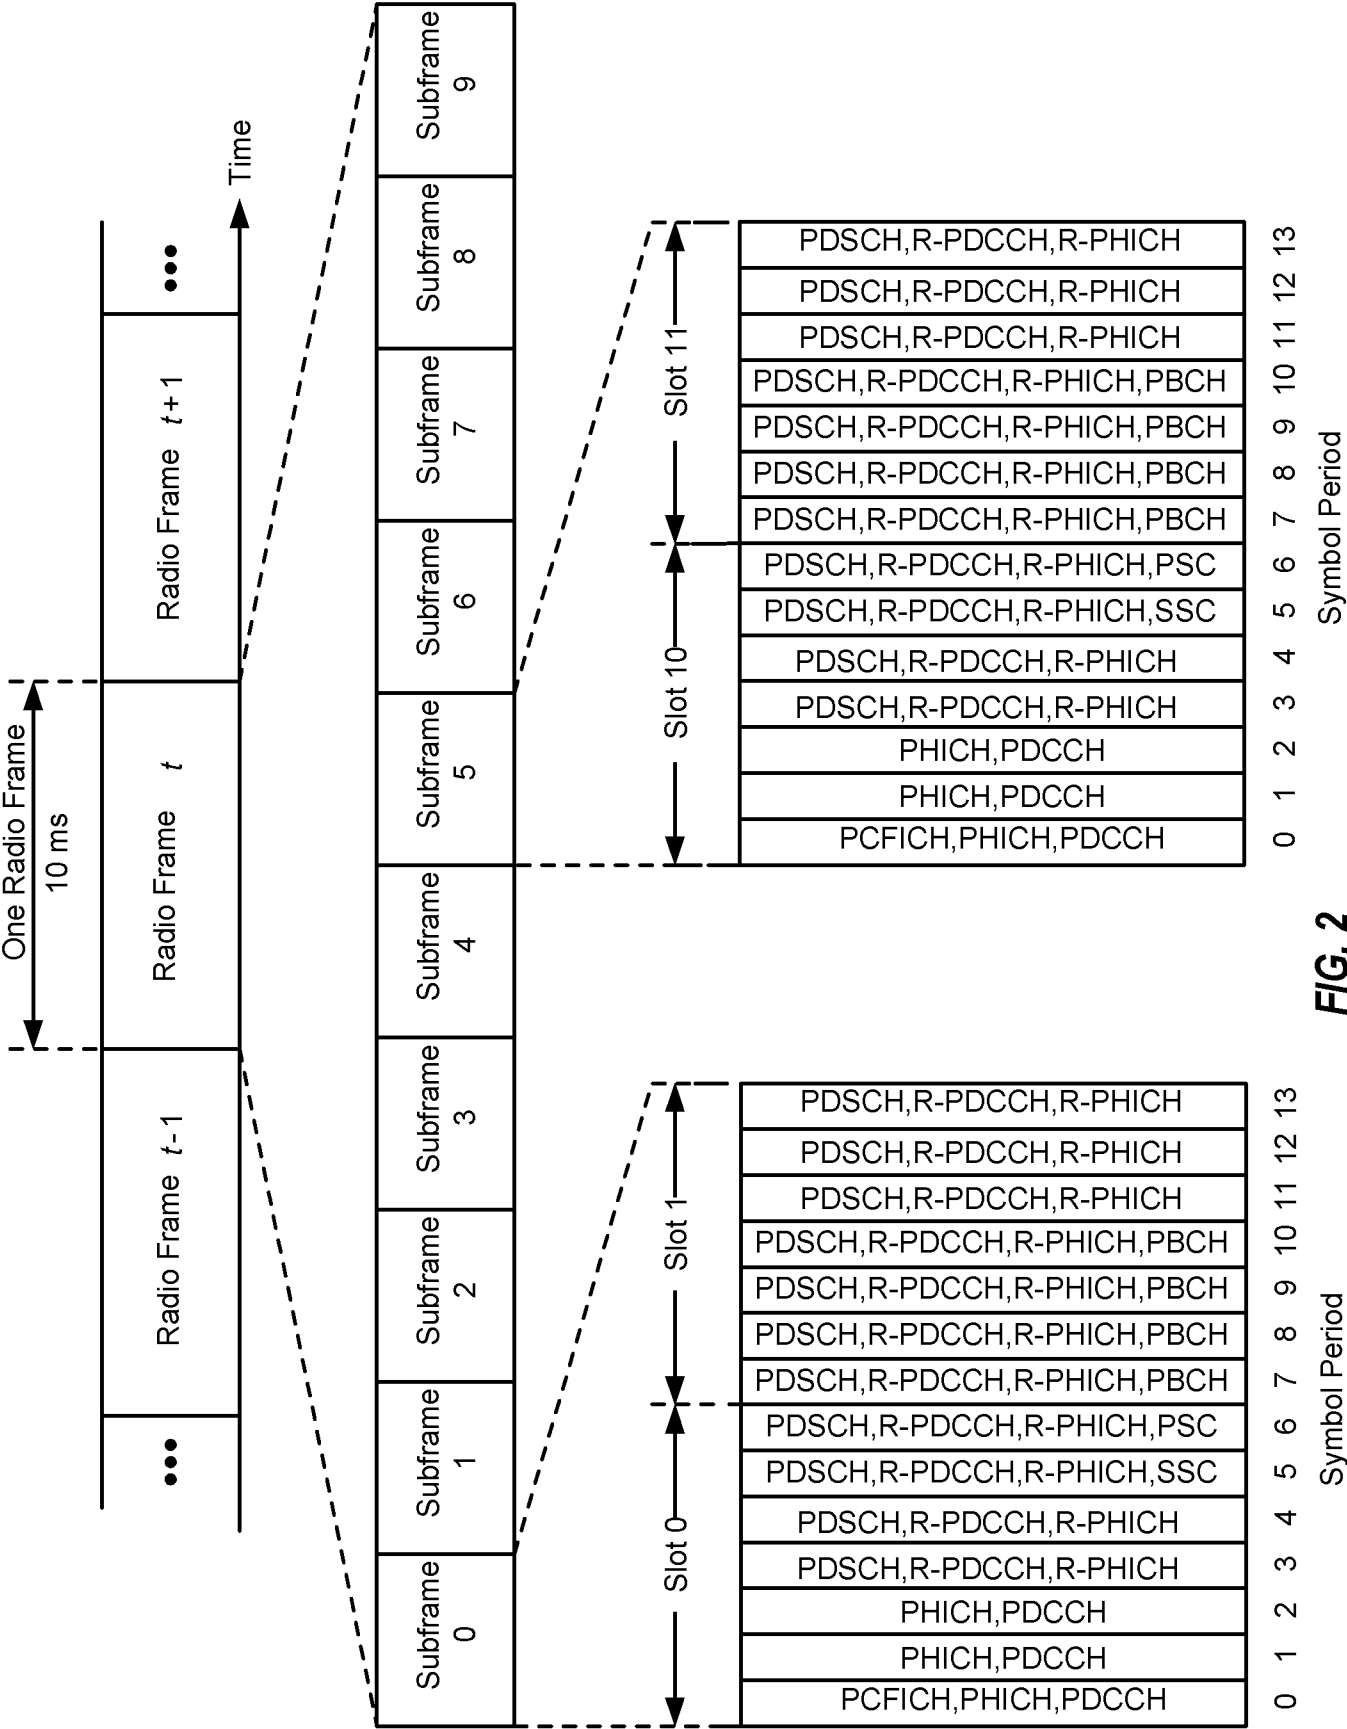 One Radio Frame
10 ms
•••
Radio Frame t - 1
Radio Frame t
Radio Frame t + 1
•••
Time
Subframe
0
Subframe
1
Subframe
2
Subframe
3
Subframe
4
Subframe
5
Subframe
6
Subframe
7
Subframe
8
Subframe
9
Slot 0
Slot 1
PCFICH,PHICH,PDCCH
PHICH,PDCCH
PHICH,PDCCH
PDSCH,R-PDCCH,R-PHICH
PDSCH,R-PDCCH,R-PHICH
PDSCH,R-PDCCH,R-PHICH,SSC
PDSCH,R-PDCCH,R-PHICH,PSC
PDSCH,R-PDCCH,R-PHICH,PBCH
PDSCH,R-PDCCH,R-PHICH,PBCH
PDSCH,R-PDCCH,R-PHICH,PBCH
PDSCH,R-PDCCH,R-PHICH,PBCH
PDSCH,R-PDCCH,R-PHICH
PDSCH,R-PDCCH,R-PHICH
PDSCH,R-PDCCH,R-PHICH
0 1 2 3 4 5 6 7 8 9 10 11 12 13
Symbol Period
Slot 10
Slot 11
PCFICH,PHICH,PDCCH
PHICH,PDCCH
PHICH,PDCCH
PDSCH,R-PDCCH,R-PHICH
PDSCH,R-PDCCH,R-PHICH
PDSCH,R-PDCCH,R-PHICH,SSC
PDSCH,R-PDCCH,R-PHICH,PSC
PDSCH,R-PDCCH,R-PHICH,PBCH
PDSCH,R-PDCCH,R-PHICH,PBCH
PDSCH,R-PDCCH,R-PHICH,PBCH
PDSCH,R-PDCCH,R-PHICH,PBCH
PDSCH,R-PDCCH,R-PHICH
PDSCH,R-PDCCH,R-PHICH
PDSCH,R-PDCCH,R-PHICH
0 1 2 3 4 5 6 7 8 9 10 11 12 13
Symbol Period
FIG. 2